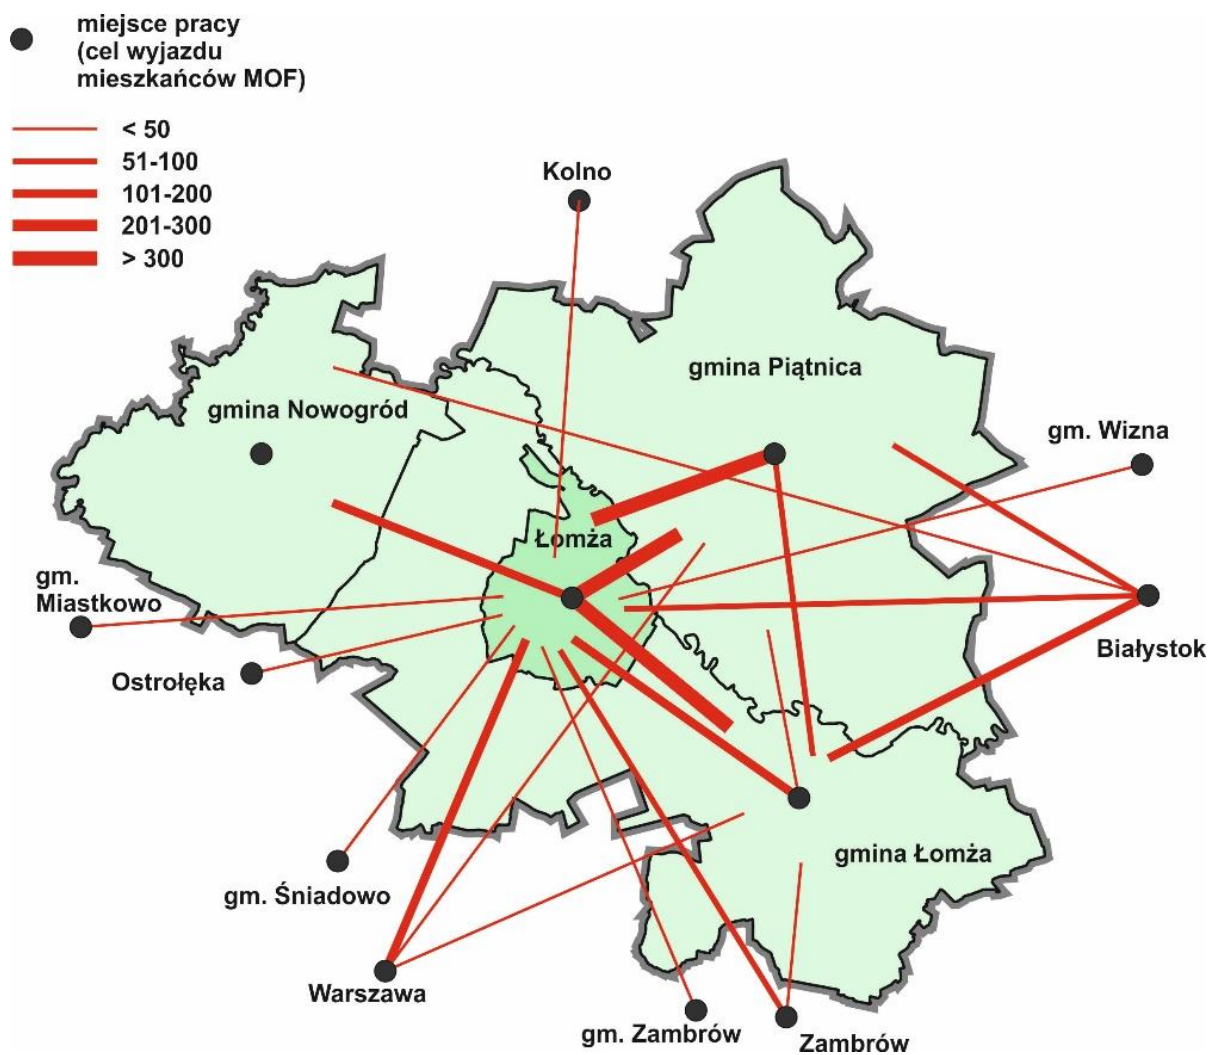 miejsce pracy
(cel wyjazdu
mieszkańców MOF)
< 50
51-100
101-200
201-300
> 300
Kolno
gmina Piątnica
gmina Nowogród
gm. Wizna
Łomża
gm.
Miastkowo
Białystok
Ostrołęka
gmina Łomża
gm. Śniadowo
Warszawa
gm. Zambrów
Zambrów